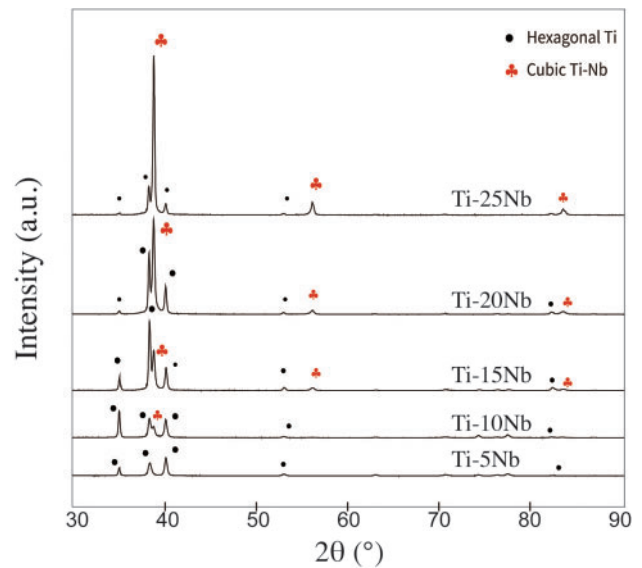 • Hexagonal Ti
♣ Cubic Ti-Nb
Intensity (a.u.)
Ti-25Nb
Ti-20Nb
Ti-15Nb
Ti-10Nb
Ti-5Nb
30 40 50 60 70 80 90
2θ (°)